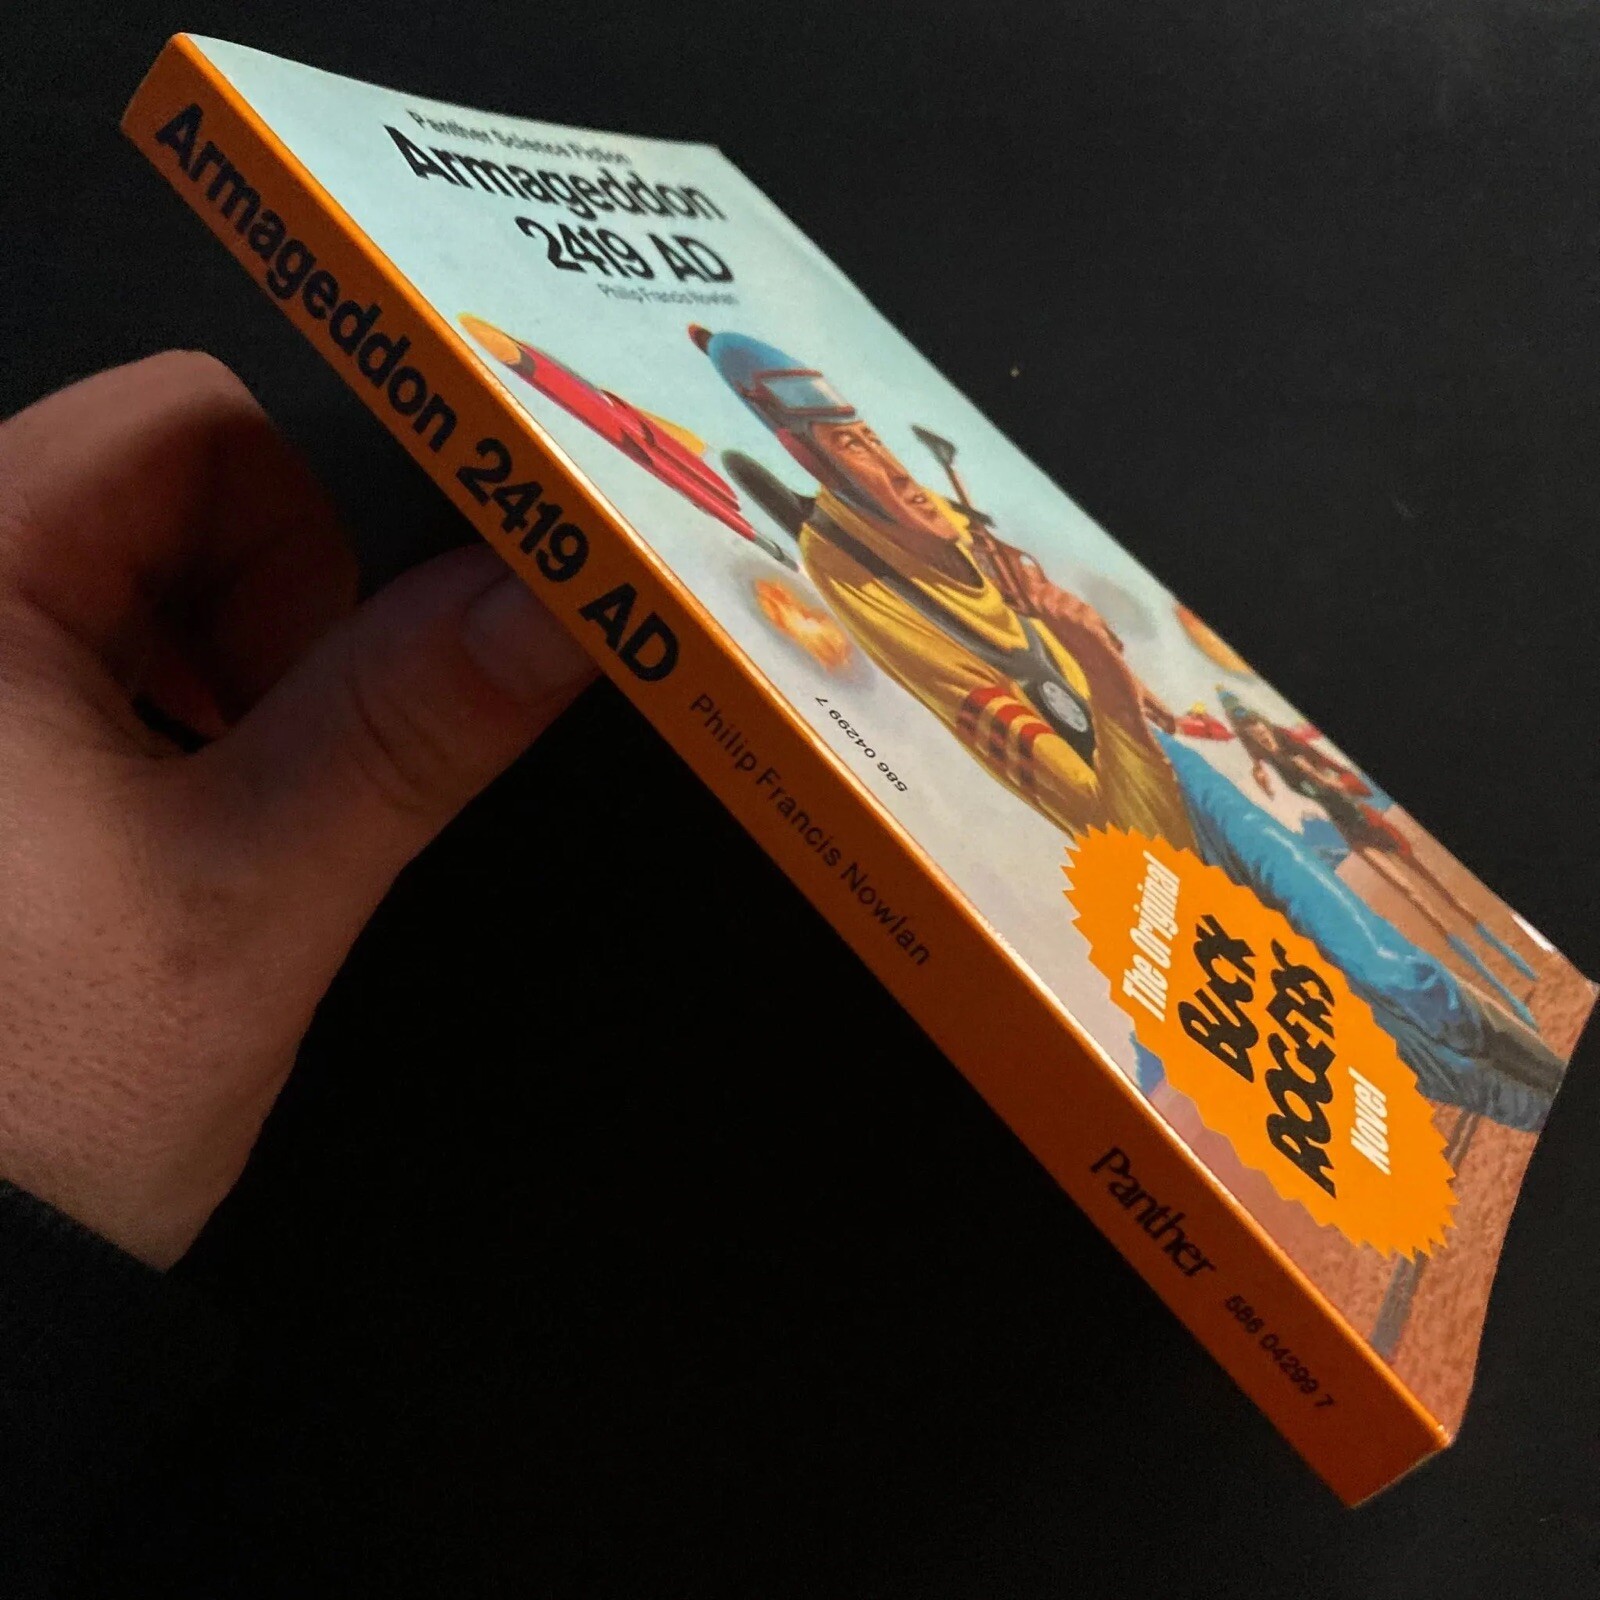 Panther Science Fiction
Armageddon
2419 AD
Philip Francis Nowlan
586 04299 7
The Original
BUCK
ROGERS
Novel
Armageddon 2419 AD Philip Francis Nowlan Panther 586 04299 7